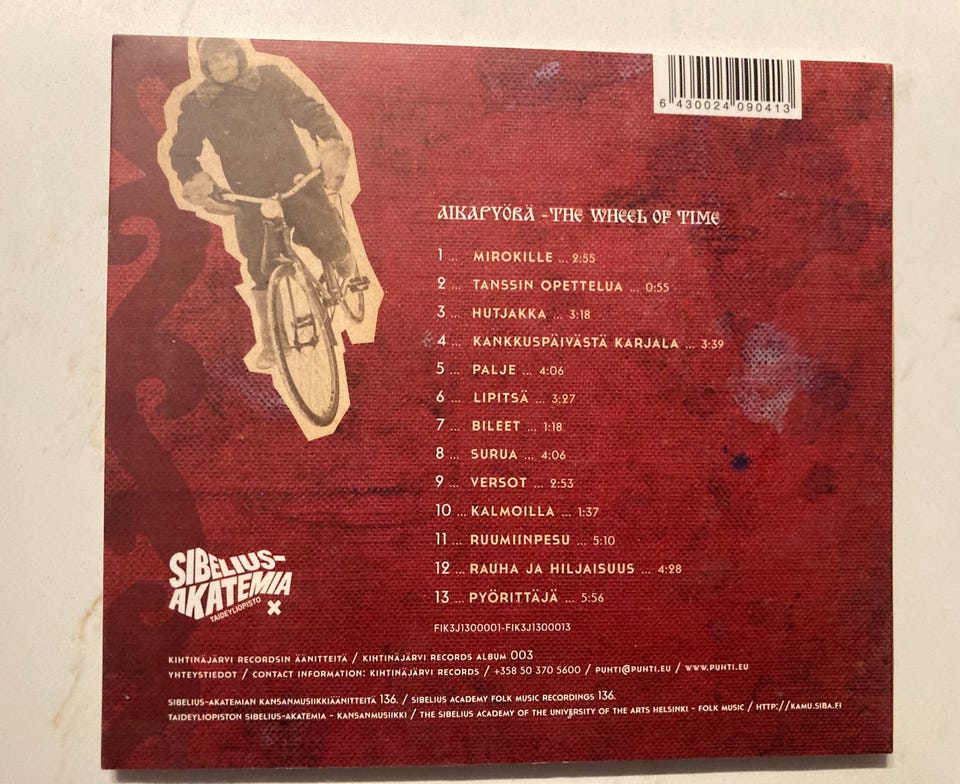 6 430024 090413
AIKAPYÖRÄ - THE WHEEL OF TIME
1 ... MIROKILLE ... 2:55
2 ... TANSSIN OPETTELUA ... 0:55
3 ... HUTJAKKA ... 3:18
4 ... KANKKUSPÄIVÄSTÄ KARJALA ... 3:39
5 ... PALJE ... 4:06
6 ... LIPITSÄ ... 3:27
7 ... BILEET ... 1:18
8 ... SURUA ... 4:06
9 ... VERSOT ... 2:53
10 ... KALMOILLA ... 1:37
11 ... RUUMIINPESU ... 5:10
12 ... RAUHA JA HILJAISUUS ... 4:28
13 ... PYÖRITTÄJÄ ... 5:56
FIK3J1300001-FIK3J1300013
SIBELIUS-
AKATEMIA
TAIDEYLIOPISTO
X
KIHTINÄJÄRVI RECORDSIN ÄÄNITTEITÄ / KIHTINÄJÄRVI RECORDS ALBUM 003
YHTEYSTIEDOT / CONTACT INFORMATION: KIHTINÄJÄRVI RECORDS / +358 50 370 5600 / PUHTI@PUHTI.EU / WWW.PUHTI.EU
SIBELIUS-AKATEMIAN KANSANMUSIIKKIÄÄNITTEITÄ 136. / SIBELIUS ACADEMY FOLK MUSIC RECORDINGS 136.
TAIDEYLIOPISTON SIBELIUS-AKATEMIA - KANSANMUSIIKKI / THE SIBELIUS ACADEMY OF THE UNIVERSITY OF THE ARTS HELSINKI - FOLK MUSIC / HTTP://KAMU.SIBA.FI